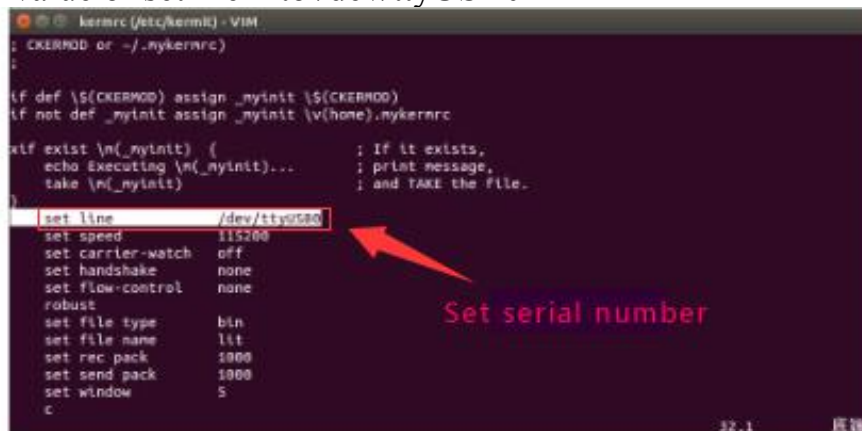 kermrc (/etc/kermit) - VIM
; CKERMOD or ~/.mykermrc)
;
if def \$(CKERMOD) assign _myinit \$(CKERMOD)
if not def _myinit assign _myinit \v(home).mykermrc
xif exist \m(_myinit) { ; If it exists,
echo Executing \m(_myinit)... ; print message,
take \m(_myinit) ; and TAKE the file.
}
set line /dev/ttyUSB0
set speed 115200
set carrier-watch off
set handshake none
set flow-control none
robust
set file type bin
set file name lit
set rec pack 1000
set send pack 1000
set window 5
c
Set serial number
32,1